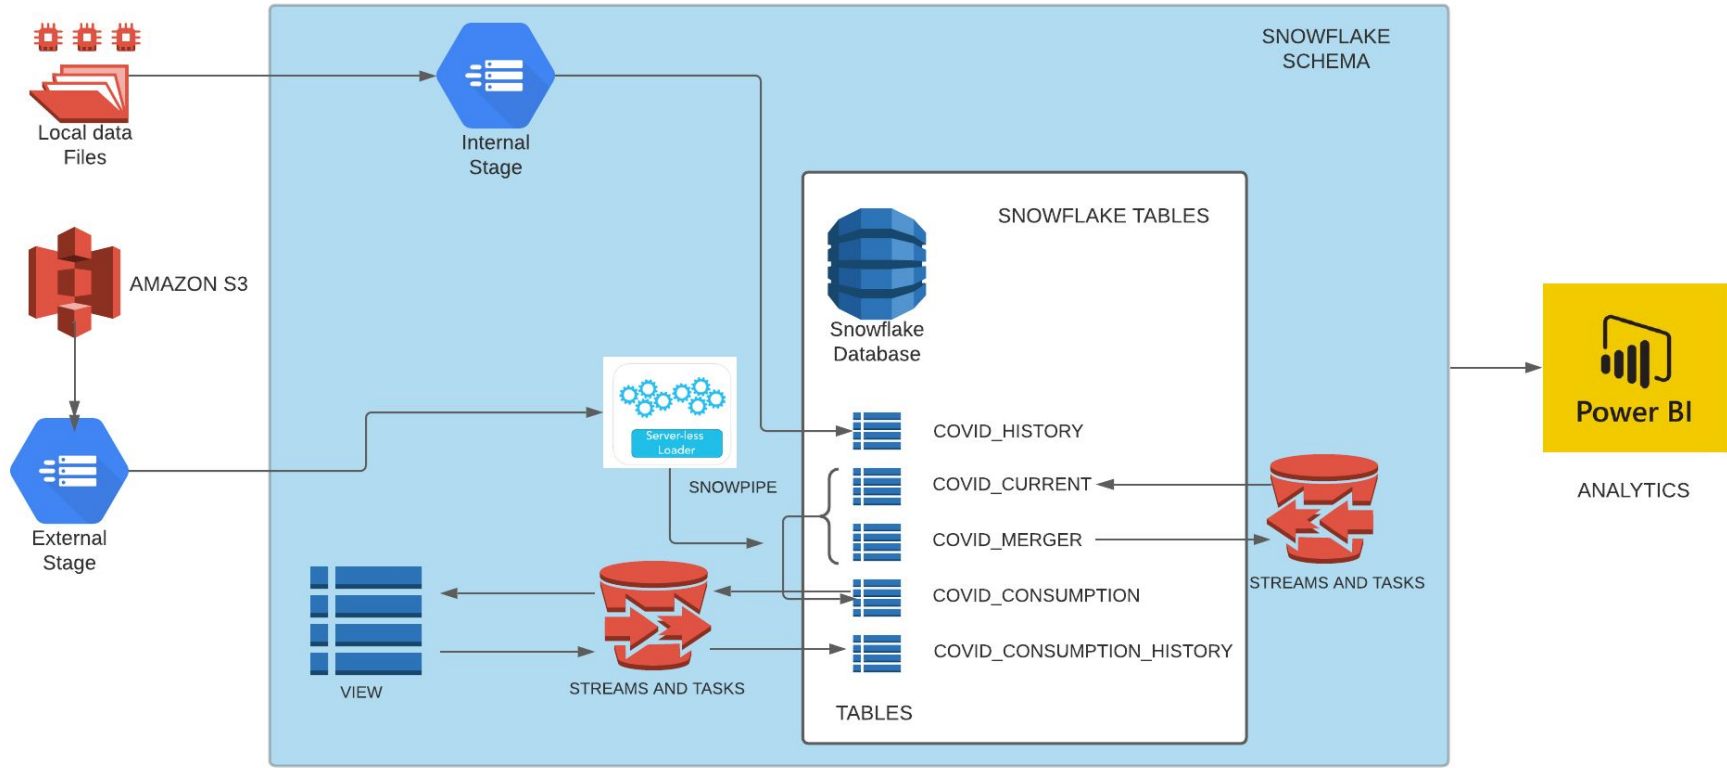 SNOWFLAKE
SCHEMA
Local data
Files
Internal
Stage
AMAZON S3
SNOWFLAKE TABLES
Snowflake
Database
Server-less
Loader
SNOWPIPE
COVID_HISTORY
COVID_CURRENT
COVID_MERGER
COVID_CONSUMPTION
COVID_CONSUMPTION_HISTORY
TABLES
External
Stage
VIEW
STREAMS AND TASKS
STREAMS AND TASKS
Power BI
ANALYTICS